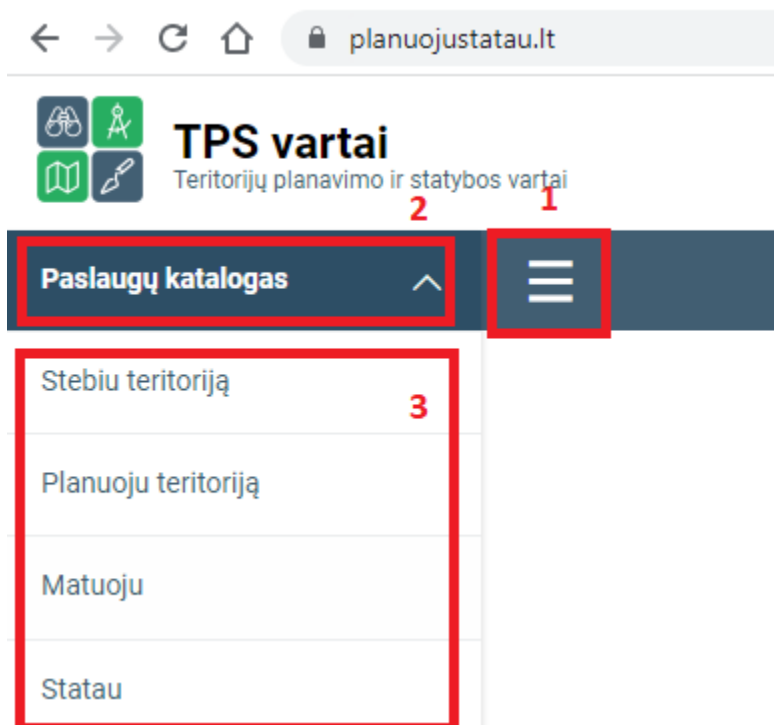 planuojustatau.lt
TPS vartai
Teritorijų planavimo ir statybos vartai
2
1
Paslaugų katalogas
Stebiu teritoriją
3
Planuoju teritoriją
Matuoju
Statau